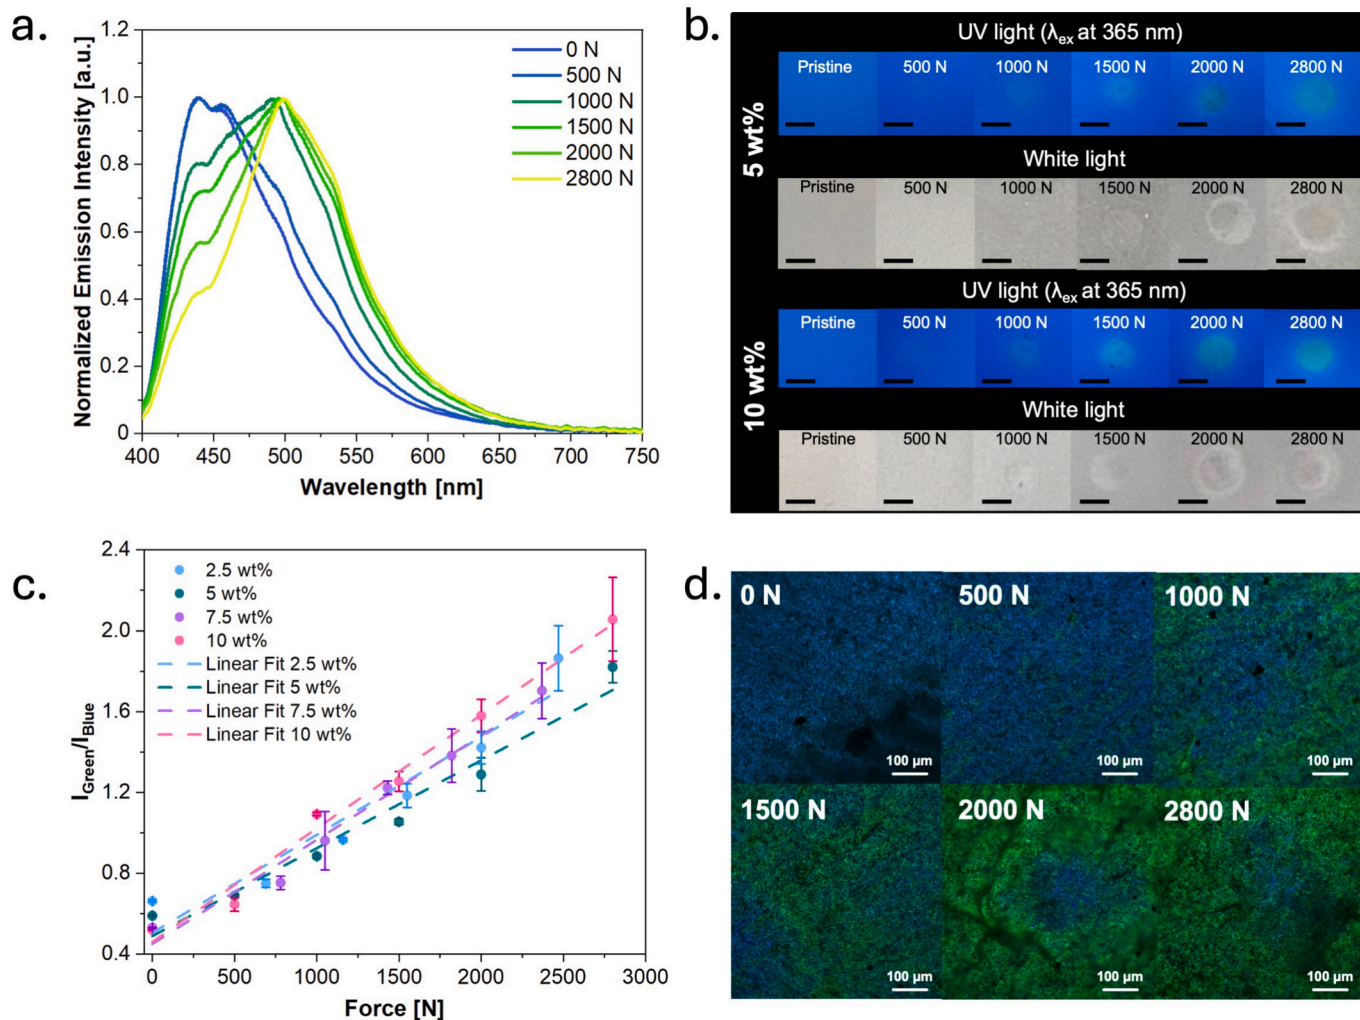 a.
Normalized Emission Intensity [a.u.]
1.2
1.0
0.8
0.6
0.4
0.2
0
400 450 500 550 600 650 700 750
Wavelength [nm]
0 N
500 N
1000 N
1500 N
2000 N
2800 N
b.
UV light (λex at 365 nm)
5 wt%
Pristine 500 N 1000 N 1500 N 2000 N 2800 N
White light
Pristine 500 N 1000 N 1500 N 2000 N 2800 N
UV light (λex at 365 nm)
10 wt%
Pristine 500 N 1000 N 1500 N 2000 N 2800 N
White light
Pristine 500 N 1000 N 1500 N 2000 N 2800 N
c.
IGreen/IBlue
2.4
2.0
1.6
1.2
0.8
0.4
2.5 wt%
5 wt%
7.5 wt%
10 wt%
Linear Fit 2.5 wt%
Linear Fit 5 wt%
Linear Fit 7.5 wt%
Linear Fit 10 wt%
0 500 1000 1500 2000 2500 3000
Force [N]
d.
0 N 500 N 1000 N
100 µm 100 µm 100 µm
1500 N 2000 N 2800 N
100 µm 100 µm 100 µm